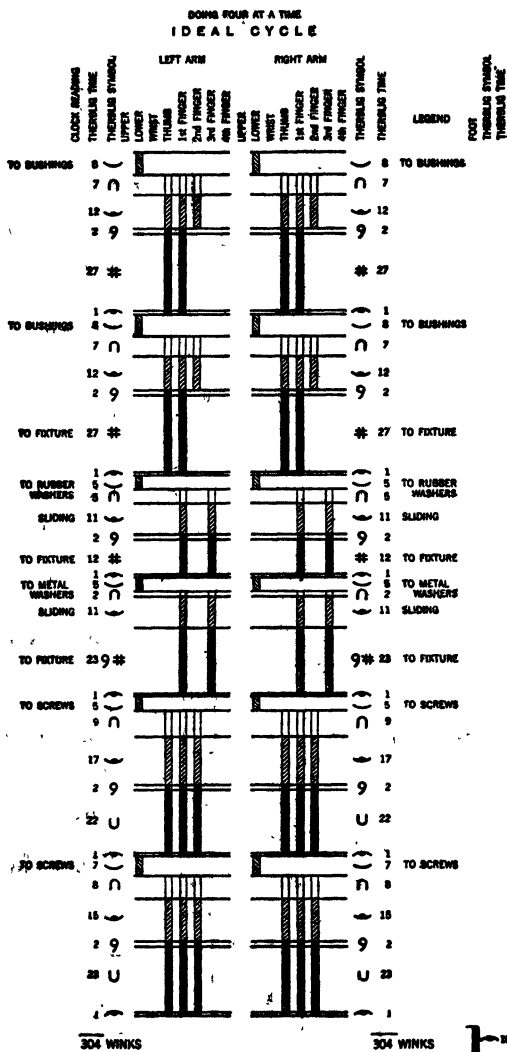 DOING FOUR AT A TIME
IDEAL CYCLE
LEFT ARM RIGHT ARM
CLOCK READING THERBLIG TIME THERBLIG SYMBOL UPPER LOWER WRIST THUMB 1st FINGER 2nd FINGER 3rd FINGER 4th FINGER UPPER LOWER WRIST THUMB 1st FINGER 2nd FINGER 3rd FINGER 4th FINGER THERBLIG SYMBOL THERBLIG TIME LEGEND FOOT THERBLIG SYMBOL THERBLIG TIME
TO BUSHINGS 8 8 TO BUSHINGS
7 7
12 12
2 9 9 2
27 # # 27
1 1
TO BUSHINGS 8 8 TO BUSHINGS
7 7
12 12
2 9 9 2
TO FIXTURE 27 # # 27 TO FIXTURE
1 1
TO RUBBER 5 5 TO RUBBER
WASHERS WASHERS
SLIDING 11 11 SLIDING
2 9 9 2
TO FIXTURE 12 # # 12 TO FIXTURE
1 1
TO METAL TO METAL
WASHERS 2 2 WASHERS
SLIDING 11 11 SLIDING
TO FIXTURE 23 9 # 9 # 23 TO FIXTURE
1 1
TO SCREWS 5 5 TO SCREWS
9 9
17 17
2 9 9 2
22 U U 22
1 1
TO SCREWS 7 7 TO SCREWS
8 8
15 15
2 9 9 2
23 U U 23
1 1
304 WINKS 304 WINKS